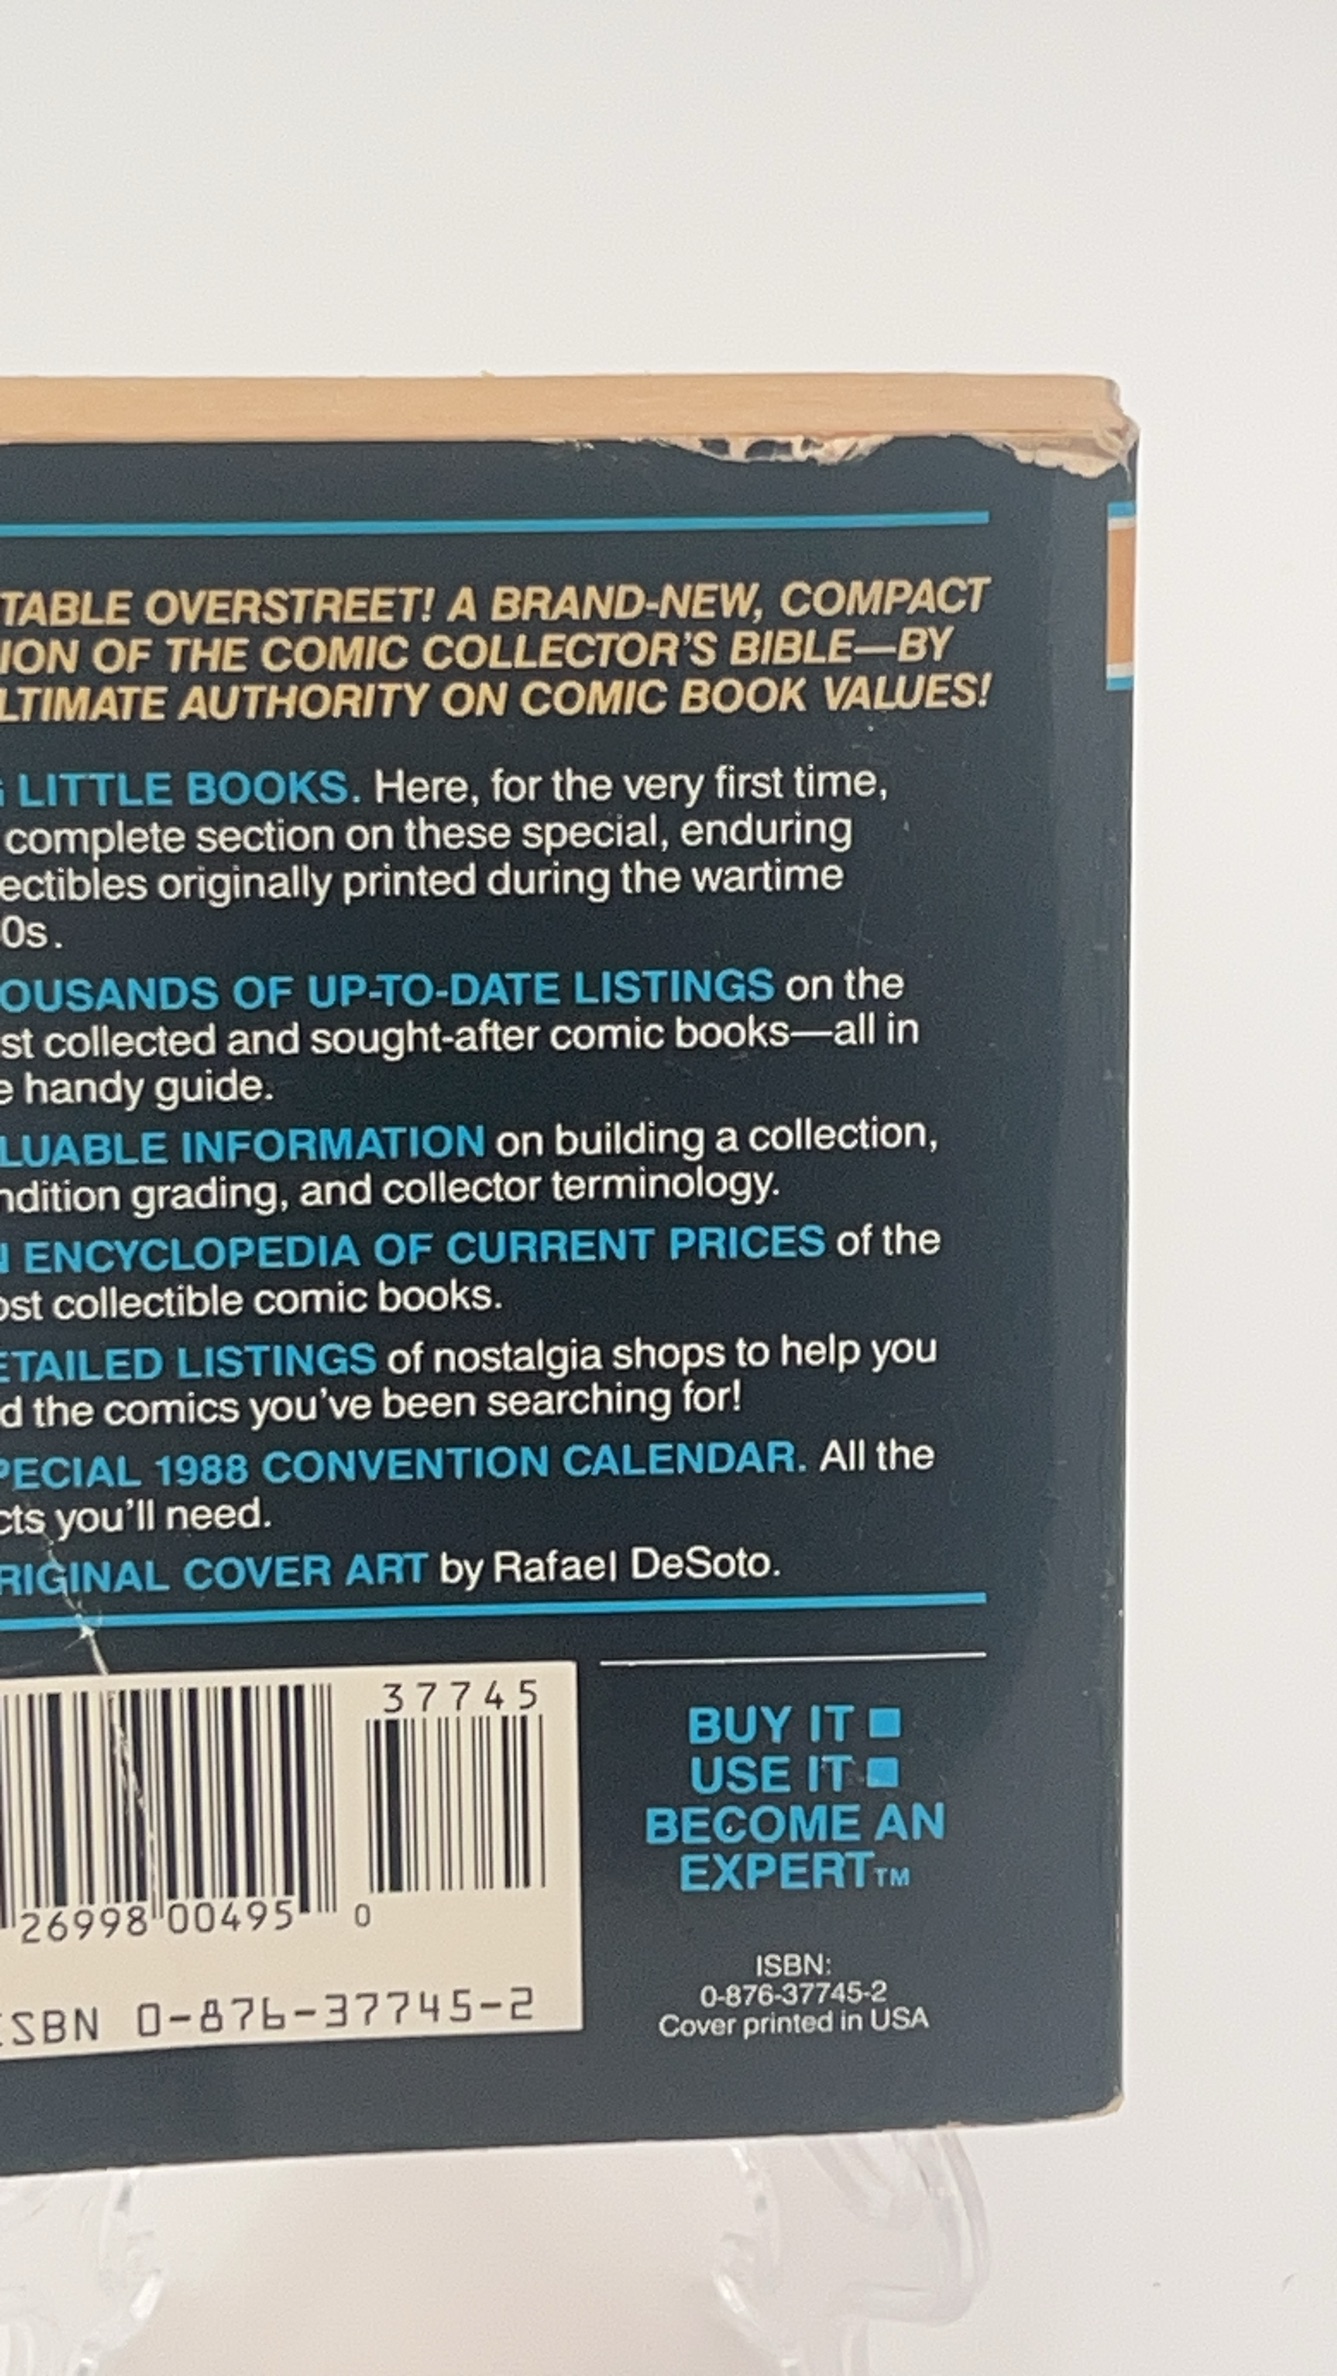 TABLE OVERSTREET! A BRAND-NEW, COMPACT
ION OF THE COMIC COLLECTOR'S BIBLE—BY
LTIMATE AUTHORITY ON COMIC BOOK VALUES!
LITTLE BOOKS. Here, for the very first time,
complete section on these special, enduring
ectibles originally printed during the wartime
0s.
OUSANDS OF UP-TO-DATE LISTINGS on the
st collected and sought-after comic books—all in
e handy guide.
LUABLE INFORMATION on building a collection,
ndition grading, and collector terminology.
N ENCYCLOPEDIA OF CURRENT PRICES of the
ost collectible comic books.
ETAILED LISTINGS of nostalgia shops to help you
d the comics you've been searching for!
PECIAL 1988 CONVENTION CALENDAR. All the
cts you'll need.
RIGINAL COVER ART by Rafael DeSoto.
37745
26998 00495 0
ISBN 0-876-37745-2
BUY IT ■
USE IT ■
BECOME AN
EXPERT™
ISBN:
0-876-37745-2
Cover printed in USA